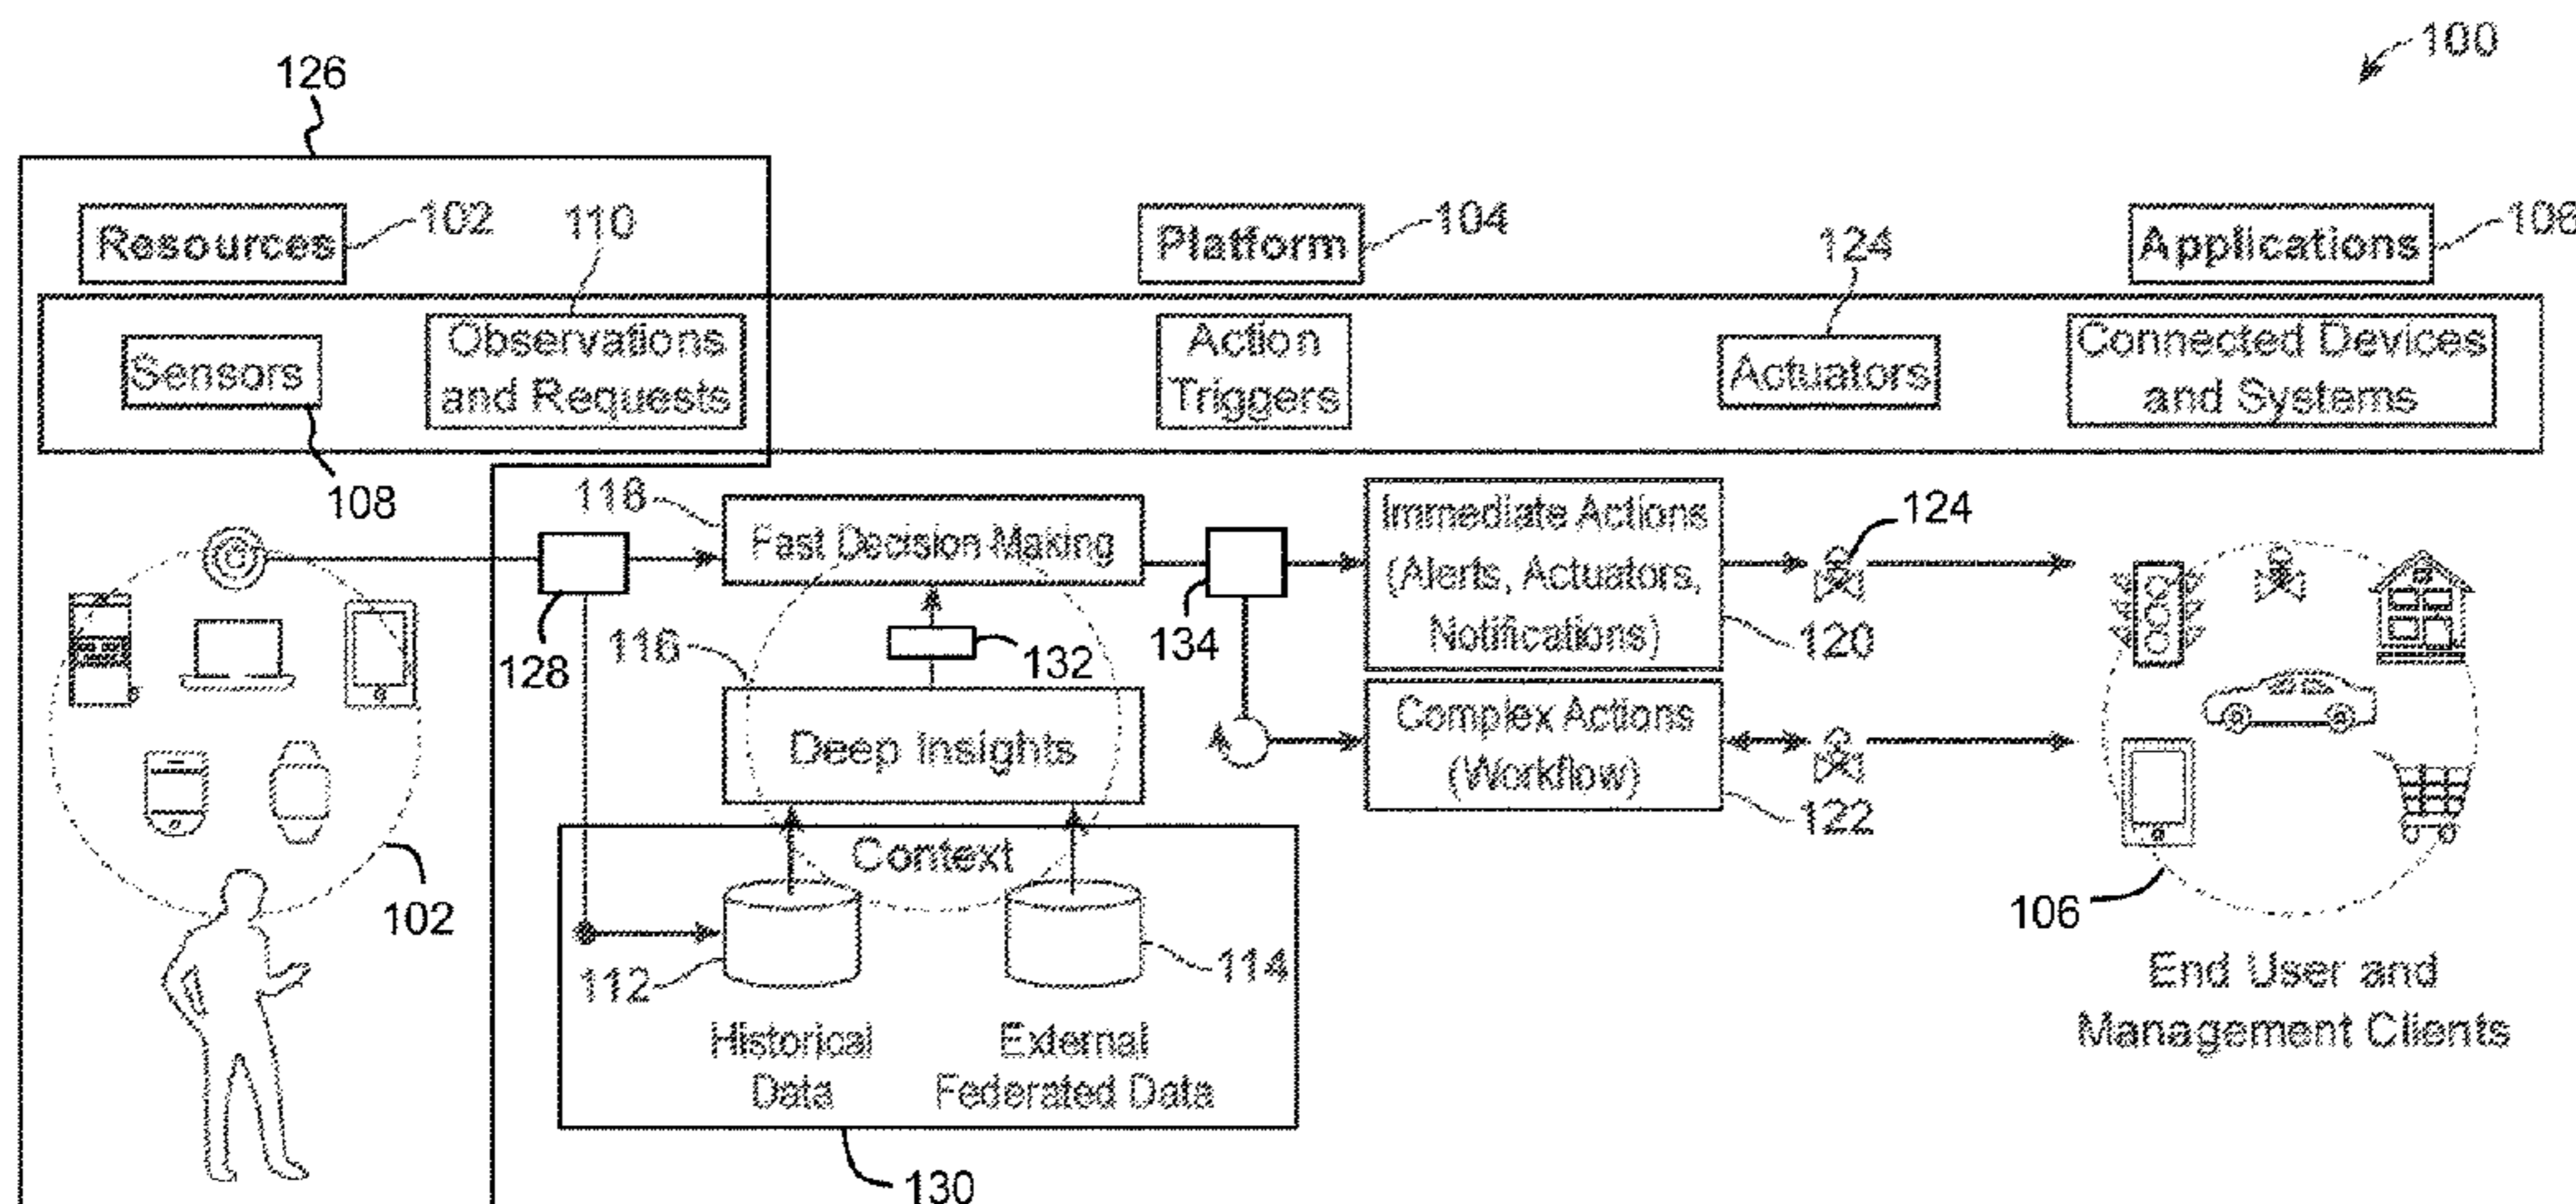 100
126
Resources
102
110
Platform
104
124
Applications
106
Sensors
Observations
and Requests
Action
Triggers
Actuators
Connected Devices
and Systems
108
118
Fast Decision Making
Immediate Actions
(Alerts, Actuators,
Notifications)
124
128
116
132
134
120
Deep Insights
Complex Actions
(Workflow)
122
Context
102
106
112
114
End User and
Management Clients
Historical
Data
External
Federated Data
130